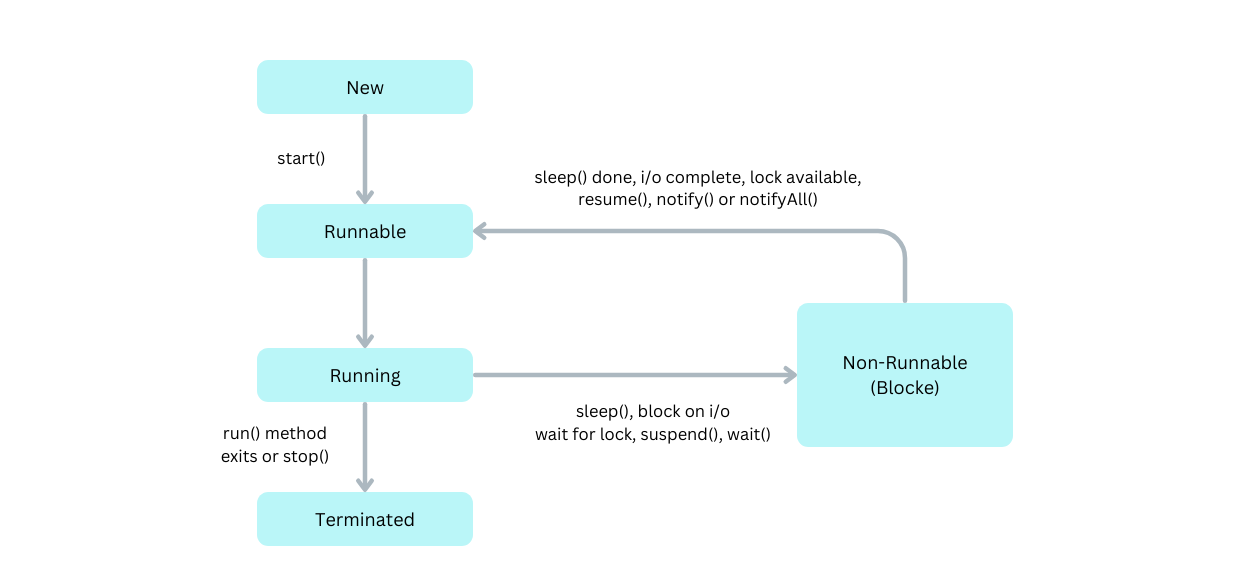 New
start()
sleep() done, i/o complete, lock available,
resume(), notify() or notifyAll()
Runnable
Running
Non-Runnable
(Blocke)
sleep(), block on i/o
wait for lock, suspend(), wait()
run() method
exits or stop()
Terminated